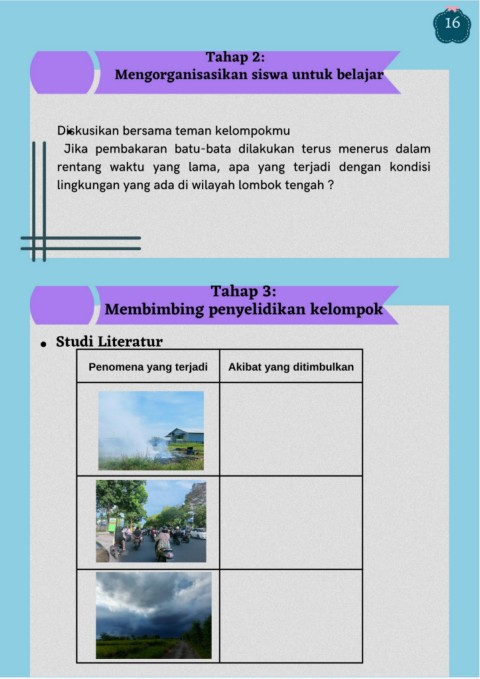 16
Tahap 2:
Mengorganisasikan siswa untuk belajar
Diskusikan bersama teman kelompokmu
Jika pembakaran batu-bata dilakukan terus menerus dalam
rentang waktu yang lama, apa yang terjadi dengan kondisi
lingkungan yang ada di wilayah lombok tengah ?
Tahap 3:
Membimbing penyelidikan kelompok
• Studi Literatur
Penomena yang terjadi Akibat yang ditimbulkan